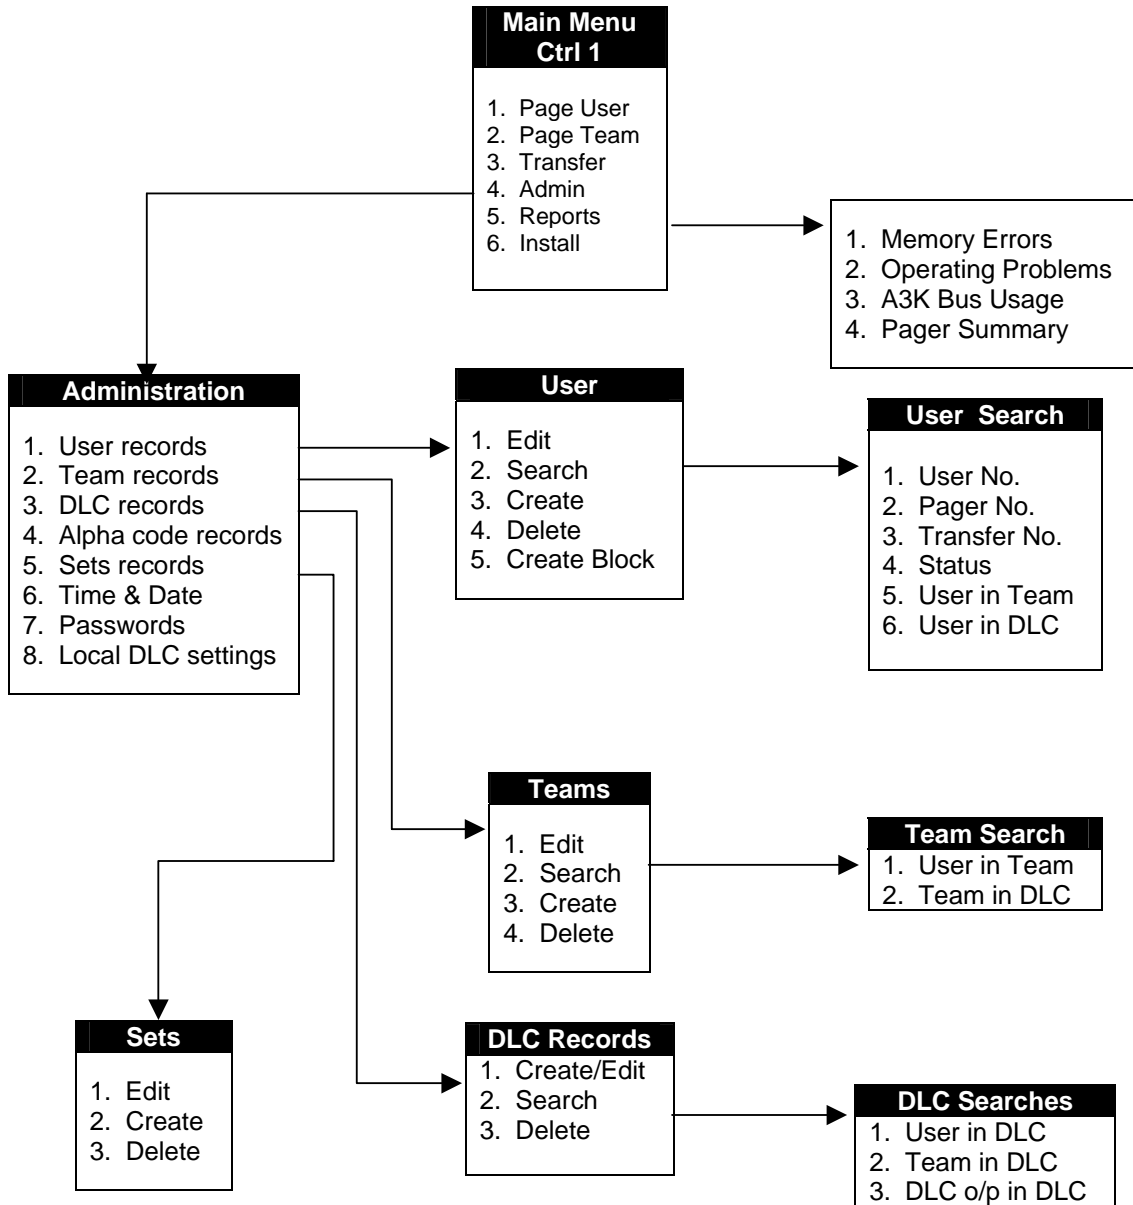 Main Menu
Ctrl 1
1. Page User
2. Page Team
3. Transfer
4. Admin
5. Reports
6. Install
1. Memory Errors
2. Operating Problems
3. A3K Bus Usage
4. Pager Summary
Administration
1. User records
2. Team records
3. DLC records
4. Alpha code records
5. Sets records
6. Time & Date
7. Passwords
8. Local DLC settings
User
1. Edit
2. Search
3. Create
4. Delete
5. Create Block
User Search
1. User No.
2. Pager No.
3. Transfer No.
4. Status
5. User in Team
6. User in DLC
Teams
1. Edit
2. Search
3. Create
4. Delete
Team Search
1. User in Team
2. Team in DLC
Sets
1. Edit
2. Create
3. Delete
DLC Records
1. Create/Edit
2. Search
3. Delete
DLC Searches
1. User in DLC
2. Team in DLC
3. DLC o/p in DLC